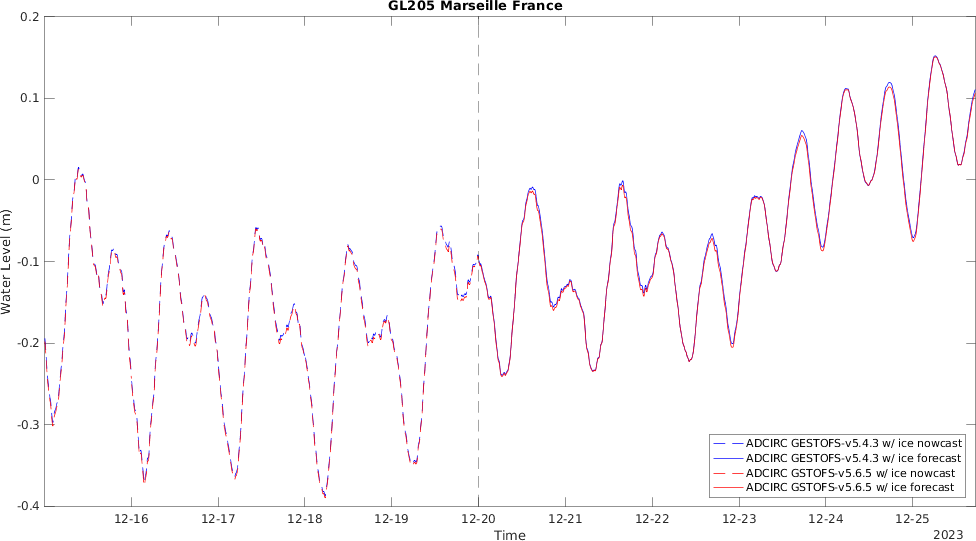 GL205 Marseille France
0.2
0.1
0
-0.1
-0.2
-0.3
-0.4
Water Level (m)
12-16 12-17 12-18 12-19 12-20 12-21 12-22 12-23 12-24 12-25
Time
2023
ADCIRC GESTOFS-v5.4.3 w/ ice nowcast
ADCIRC GESTOFS-v5.4.3 w/ ice forecast
ADCIRC GSTOFS-v5.6.5 w/ ice nowcast
ADCIRC GSTOFS-v5.6.5 w/ ice forecast